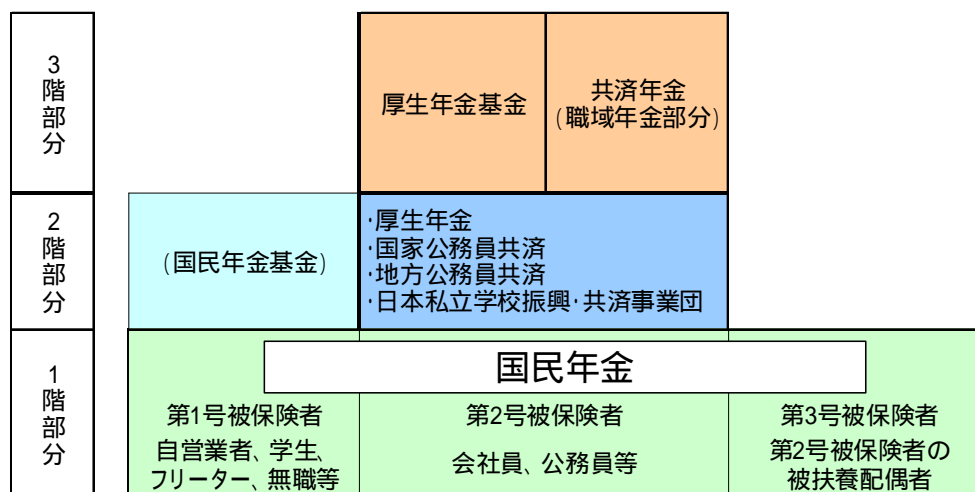 3
階
部
分
厚生年金基金
共済年金
(職域年金部分)
2
階
部
分
(国民年金基金)
·厚生年金
·国家公務員共済
·地方公務員共済
·日本私立学校振興·共済事業団
1
階
部
分
国民年金
第1号被保険者
自営業者、学生、
フリーター、無職等
第2号被保険者
会社員、公務員等
第3号被保険者
第2号被保険者の
被扶養配偶者